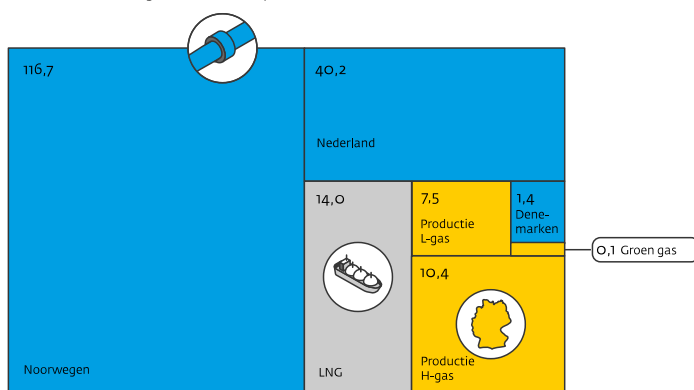 116,7
Noorwegen
40,2
Nederland
14,0
LNG
7,5
Productie
L-gas
1,4
Dene-
marken
0,1 Groen gas
10,4
Productie
H-gas